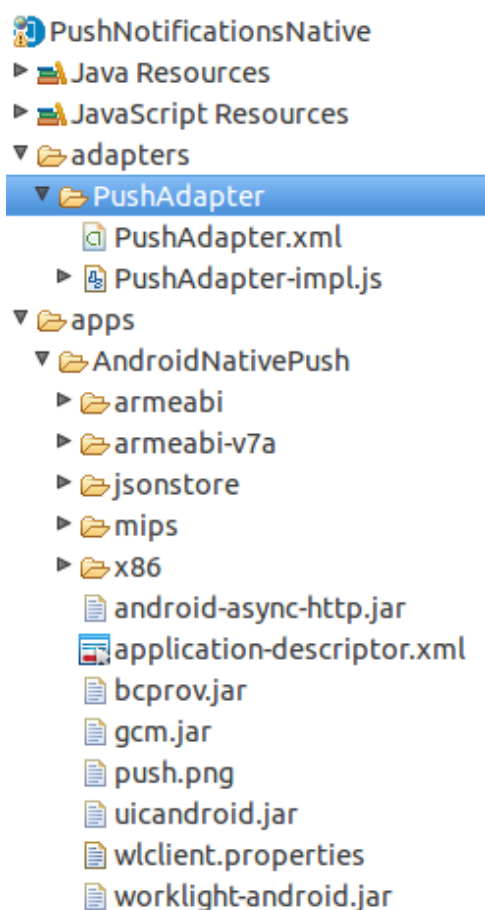 PushNotificationsNative
Java Resources
JavaScript Resources
adapters
PushAdapter
PushAdapter.xml
PushAdapter-impl.js
apps
AndroidNativePush
armeabi
armeabi-v7a
jsonstore
mips
x86
android-async-http.jar
application-descriptor.xml
bcprov.jar
gcm.jar
push.png
uicandroid.jar
wlclient.properties
worklight-android.jar